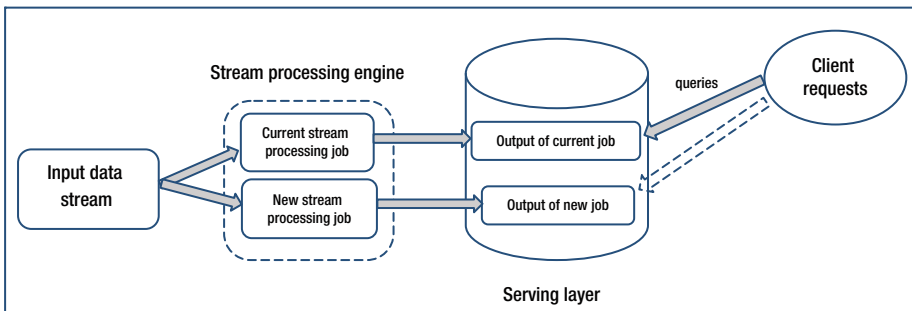 Stream processing engine
Input data
stream
Current stream
processing job
New stream
processing job
Output of current job
Output of new job
Serving layer
queries
Client
requests